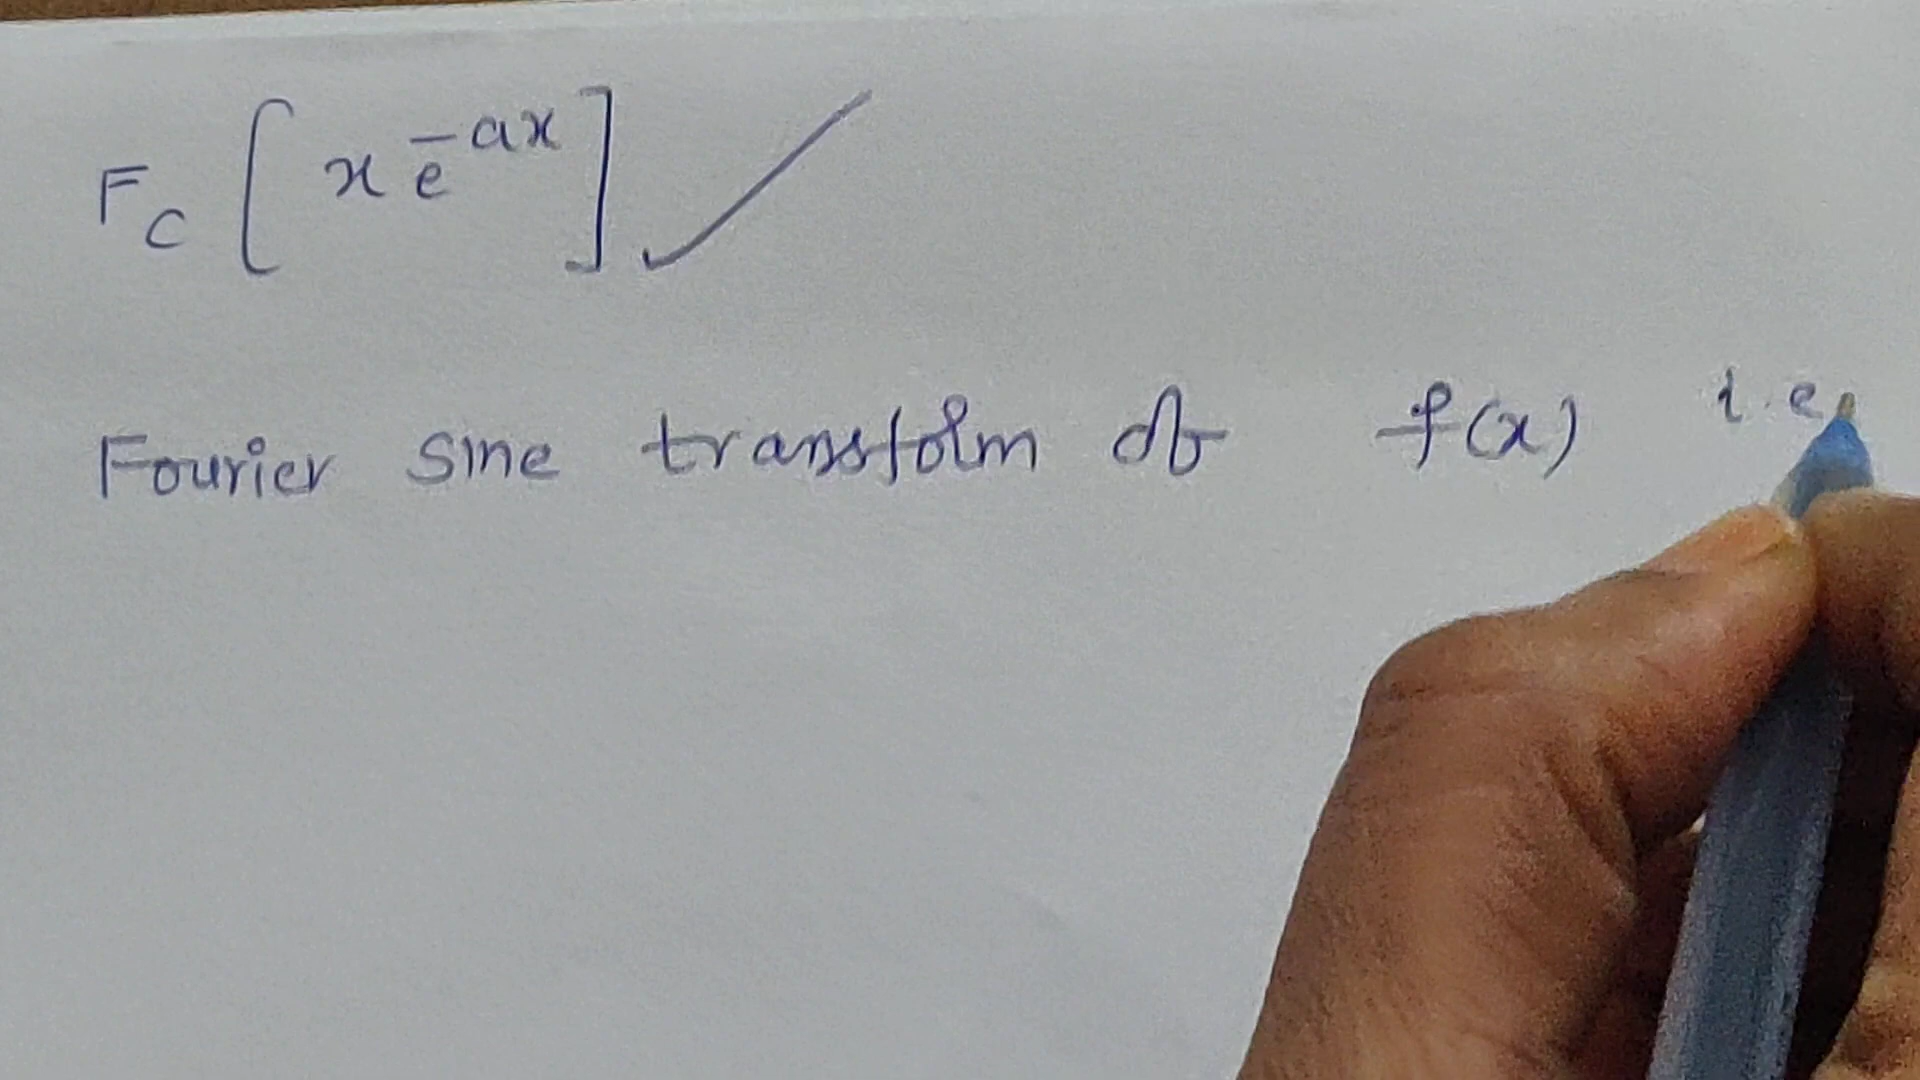 F_c [ x e^{-ax} ] ✓
Fourier sine transform of f(x) i.e,